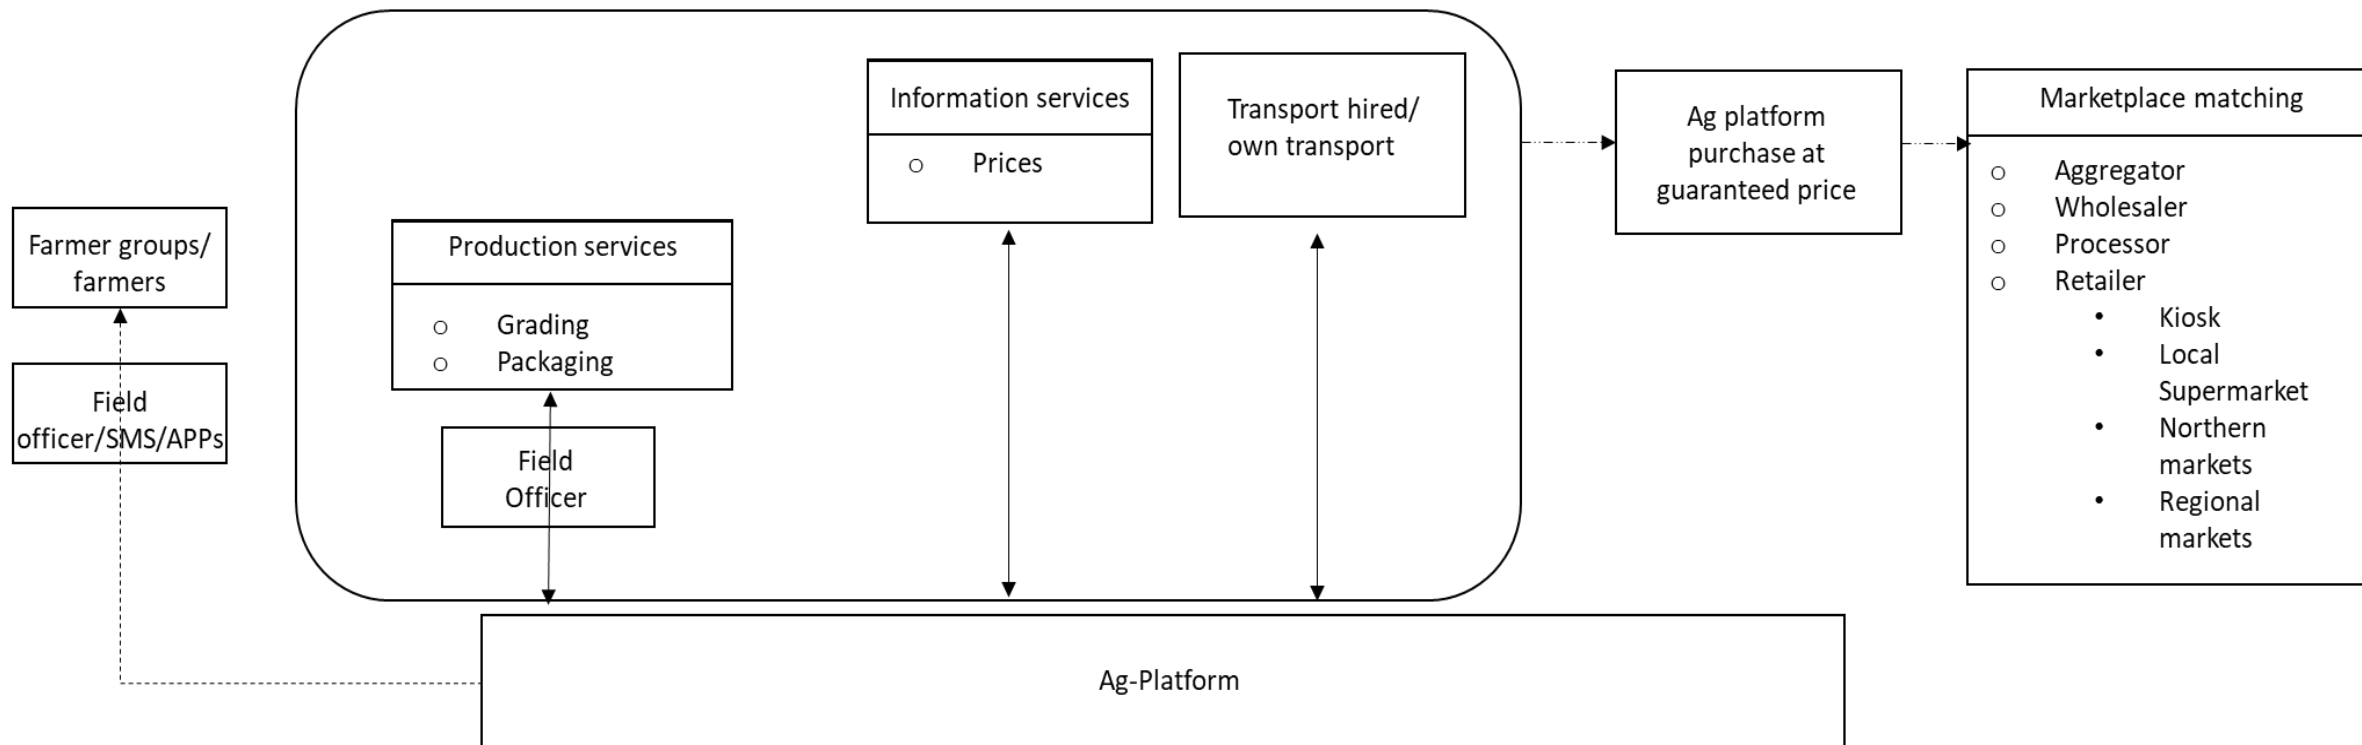 Farmer groups/
farmers
Field
officer/SMS/APPs
Production services
Grading
Packaging
Field
Officer
Information services
Prices
Transport hired/
own transport
Ag platform
purchase at
guaranteed price
Marketplace matching
Aggregator
Wholesaler
Processor
Retailer
Kiosk
Local
Supermarket
Northern
markets
Regional
markets
Ag-Platform